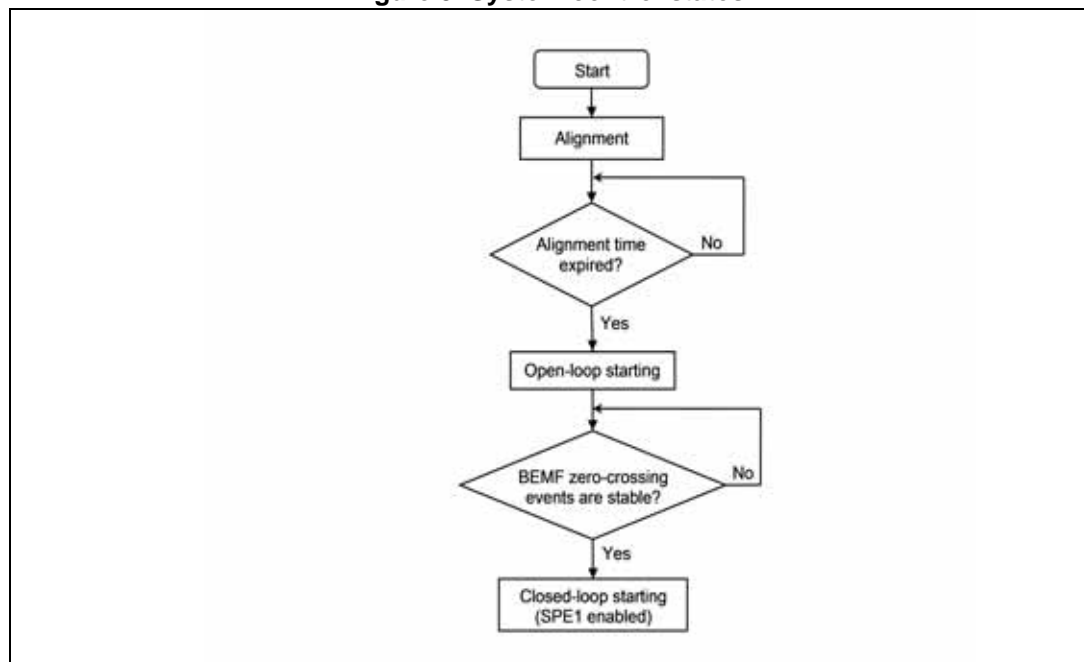 Start
Alignment
Alignment time
expired?
No
Yes
Open-loop starting
BEMF zero-crossing
events are stable?
No
Yes
Closed-loop starting
(SPE1 enabled)